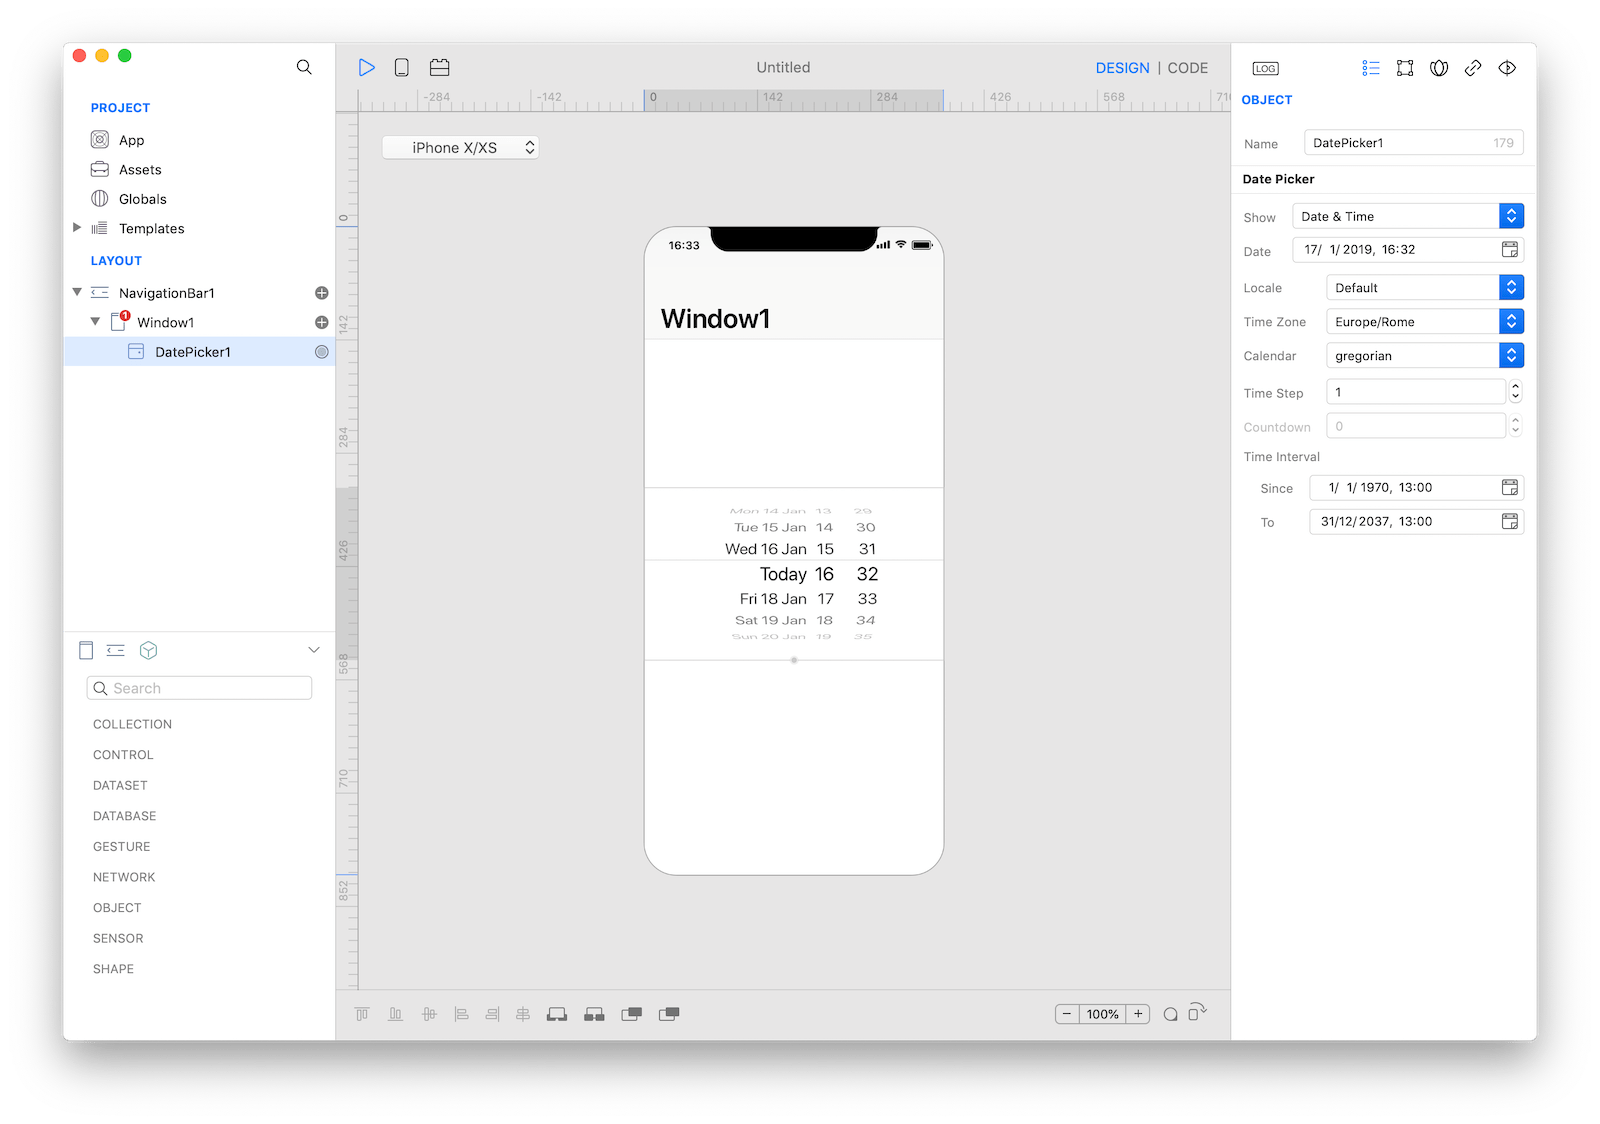 PROJECT
App
Assets
Globals
Templates
LAYOUT
NavigationBar1
1
Window1
DatePicker1
Search
COLLECTION
CONTROL
DATASET
DATABASE
GESTURE
NETWORK
OBJECT
SENSOR
SHAPE
Untitled
DESIGN | CODE
-284 -142 0 142 284 426 568 710
iPhone X/XS
0
142
284
426
568
710
852
16:33
Window1
Mon 14 Jan 13 29
Tue 15 Jan 14 30
Wed 16 Jan 15 31
Today 16 32
Fri 18 Jan 17 33
Sat 19 Jan 18 34
Sun 20 Jan 19 35
− 100% +
LOG
OBJECT
Name DatePicker1 179
Date Picker
Show Date & Time
Date 17/ 1/2019, 16:32
Locale Default
Time Zone Europe/Rome
Calendar gregorian
Time Step 1
Countdown 0
Time Interval
Since 1/ 1/1970, 13:00
To 31/12/2037, 13:00